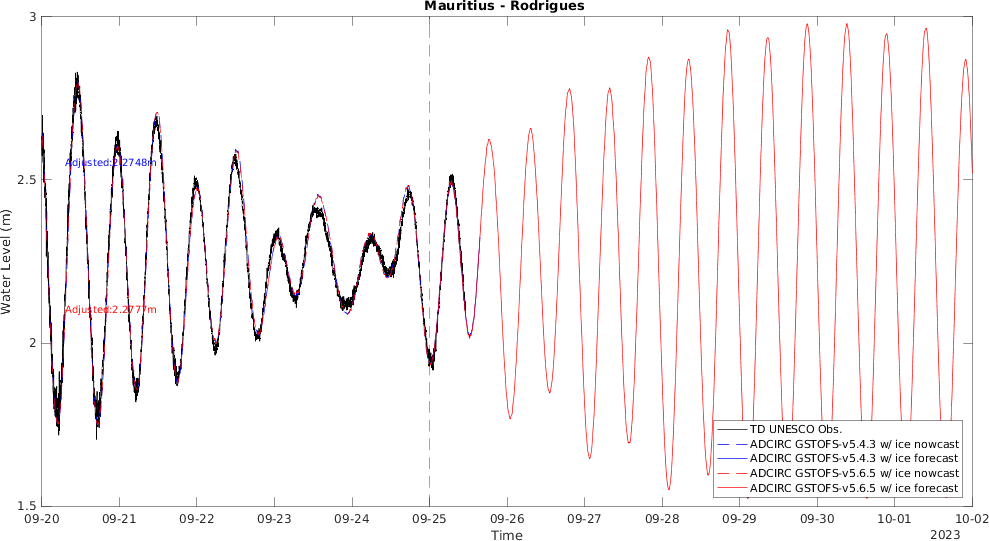 Mauritius - Rodrigues
Water Level (m)
3
2.5
2
1.5
Adjusted:2.2748m
Adjusted:2.2777m
TD UNESCO Obs.
ADCIRC GSTOFS-v5.4.3 w/ ice nowcast
ADCIRC GSTOFS-v5.4.3 w/ ice forecast
ADCIRC GSTOFS-v5.6.5 w/ ice nowcast
ADCIRC GSTOFS-v5.6.5 w/ ice forecast
09-20 09-21 09-22 09-23 09-24 09-25 09-26 09-27 09-28 09-29 09-30 10-01 10-02
Time
2023